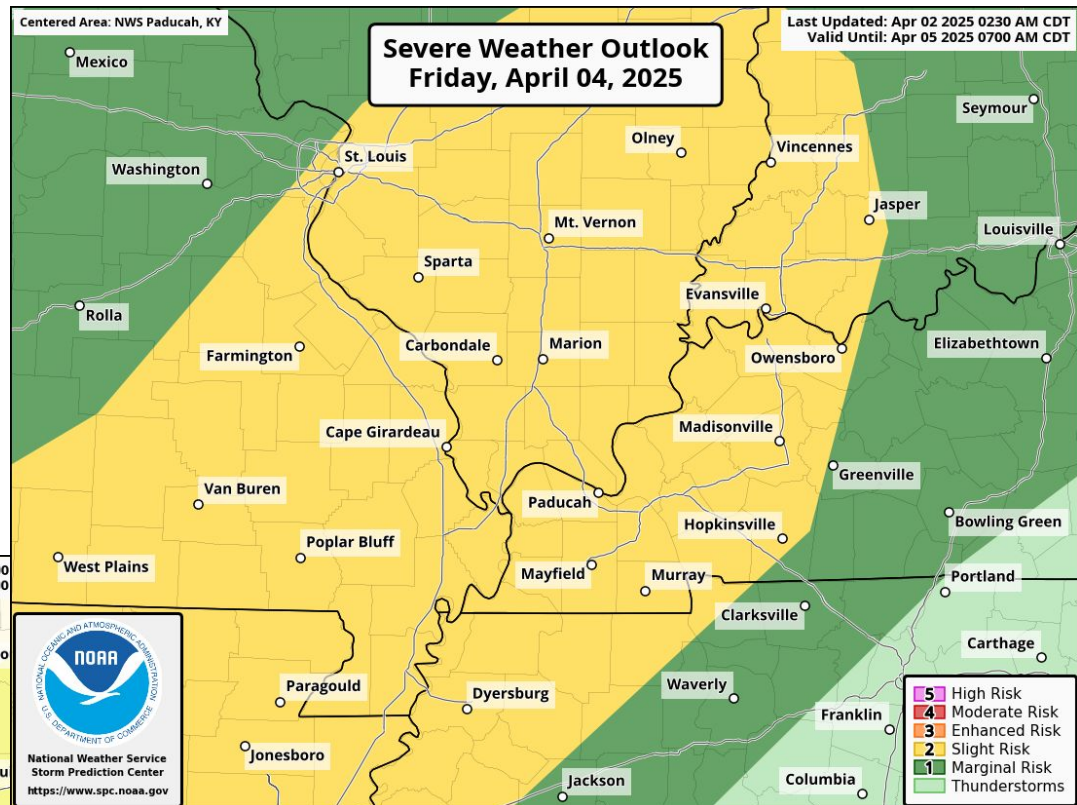 Centered Area: NWS Paducah, KY
Severe Weather Outlook
Friday, April 04, 2025
Last Updated: Apr 02 2025 0230 AM CDT
Valid Until: Apr 05 2025 0700 AM CDT
Mexico
Seymour
Olney
Vincennes
St. Louis
Washington
Jasper
Mt. Vernon
Louisville
Sparta
Evansville
Rolla
Farmington
Carbondale
Marion
Owensboro
Elizabethtown
Cape Girardeau
Madisonville
Greenville
Van Buren
Paducah
Hopkinsville
Bowling Green
Poplar Bluff
West Plains
Mayfield
Murray
Portland
Clarksville
Carthage
Paragould
Dyersburg
Waverly
Franklin
Jonesboro
Jackson
Columbia
NATIONAL OCEANIC AND ATMOSPHERIC ADMINISTRATION
NOAA
U.S. DEPARTMENT OF COMMERCE
National Weather Service
Storm Prediction Center
https://www.spc.noaa.gov
5 High Risk
4 Moderate Risk
3 Enhanced Risk
2 Slight Risk
1 Marginal Risk
Thunderstorms